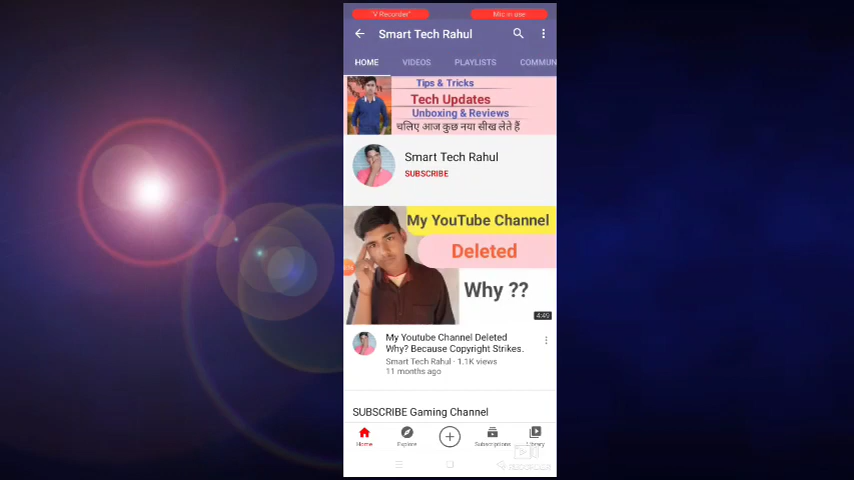 "V Recorder"
Mic in use
Smart Tech Rahul
HOME VIDEOS PLAYLISTS COMMUN
Tips & Tricks
Tech Updates
Unboxing & Reviews
चलिए आज कुछ नया सीख लेते हैं
Smart Tech Rahul
SUBSCRIBE
My YouTube Channel
Deleted
Why ??
4:49
My Youtube Channel Deleted
Why? Because Copyright Strikes.
Smart Tech Rahul · 1.1K views
11 months ago
SUBSCRIBE Gaming Channel
Home Explore Subscriptions Library
RECORDER